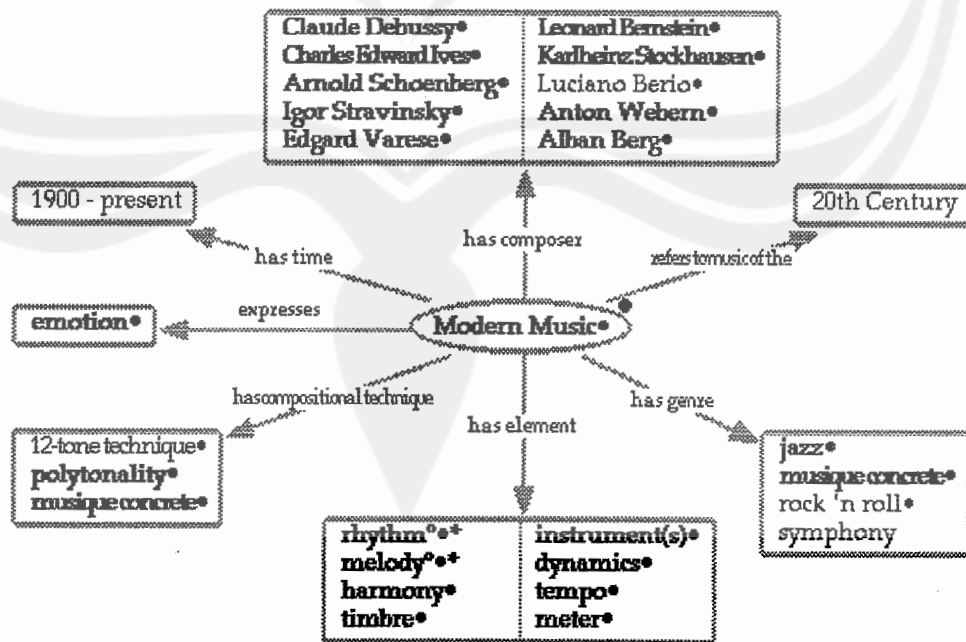 Claude Debussy•
Charles Edward Ives•
Arnold Schoenberg•
Igor Stravinsky•
Edgard Varese•
Leonard Bernstein•
Karlheinz Stockhausen•
Luciano Berio•
Anton Webern•
Alban Berg•
1900 - present
20th Century
has time
has composer
refers to music of the
emotion•
expresses
Modern Music•
has compositional technique
has element
has genre
12-tone technique•
polytonality•
musique concrete•
jazz•
musique concrete•
rock 'n roll•
symphony
rhythm°•+
melody°•+
harmony•
timbre•
instrument(s)•
dynamics•
tempo•
meter•